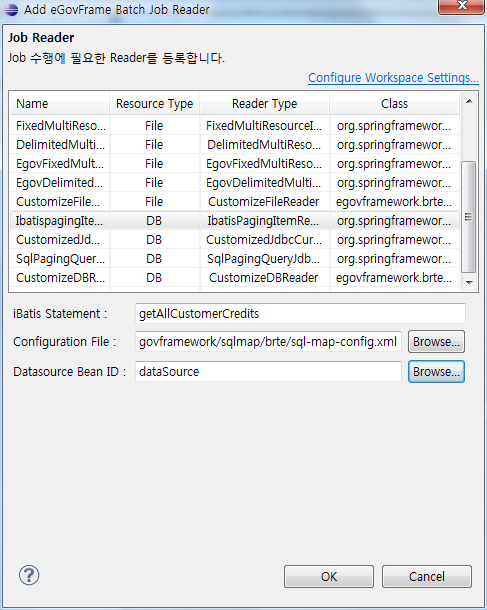 Add eGovFrame Batch Job Reader
Job Reader
Job 수행에 필요한 Reader를 등록합니다.
Configure Workspace Settings...
Name Resource Type Reader Type Class
FixedMultiReso... File FixedMultiResourceI... org.springframewor...
DelimitedMulti... File DelimitedMultiReso... org.springframewor...
EgovFixedMult... File EgovFixedMultiReso... org.springframewor...
EgovDelimited... File EgovDelimitedMulti... org.springframewor...
CustomizeFile... File CustomizeFileReader egovframework.brte...
IbatispagingIte... DB IbatisPagingItemRe... org.springframewor...
CustomizedJd... DB CustomizedJdbcCur... org.springframewor...
SqlPagingQuer... DB SqlPagingQueryJdb... org.springframewor...
CustomizeDBR... DB CustomizeDBReader egovframework.brte...
iBatis Statement : getAllCustomerCredits
Configuration File : govframework/sqlmap/brte/sql-map-config.xml Browse...
Datasource Bean ID : dataSource Browse...
? OK Cancel